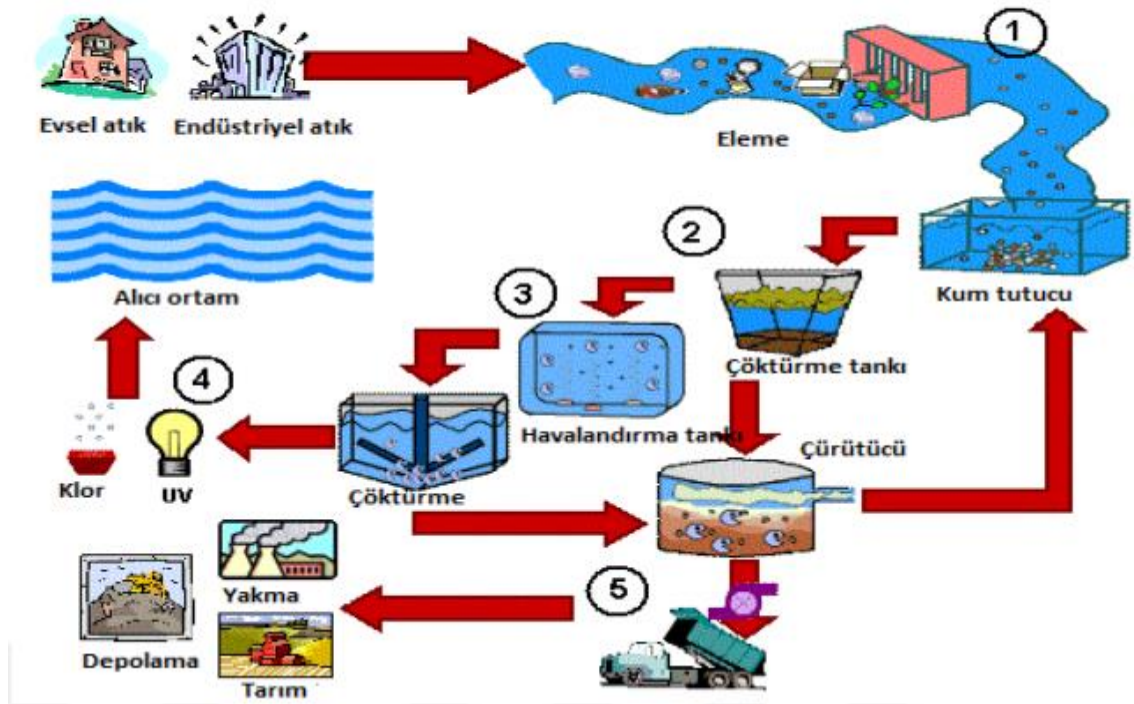 1
Evsel atık
Endüstriyel atık
Eleme
2
Alıcı ortam
3
Kum tutucu
4
Çöktürme tankı
Havalandırma tankı
Çürütücü
Klor
UV
Çöktürme
5
Yakma
Depolama
Tarım